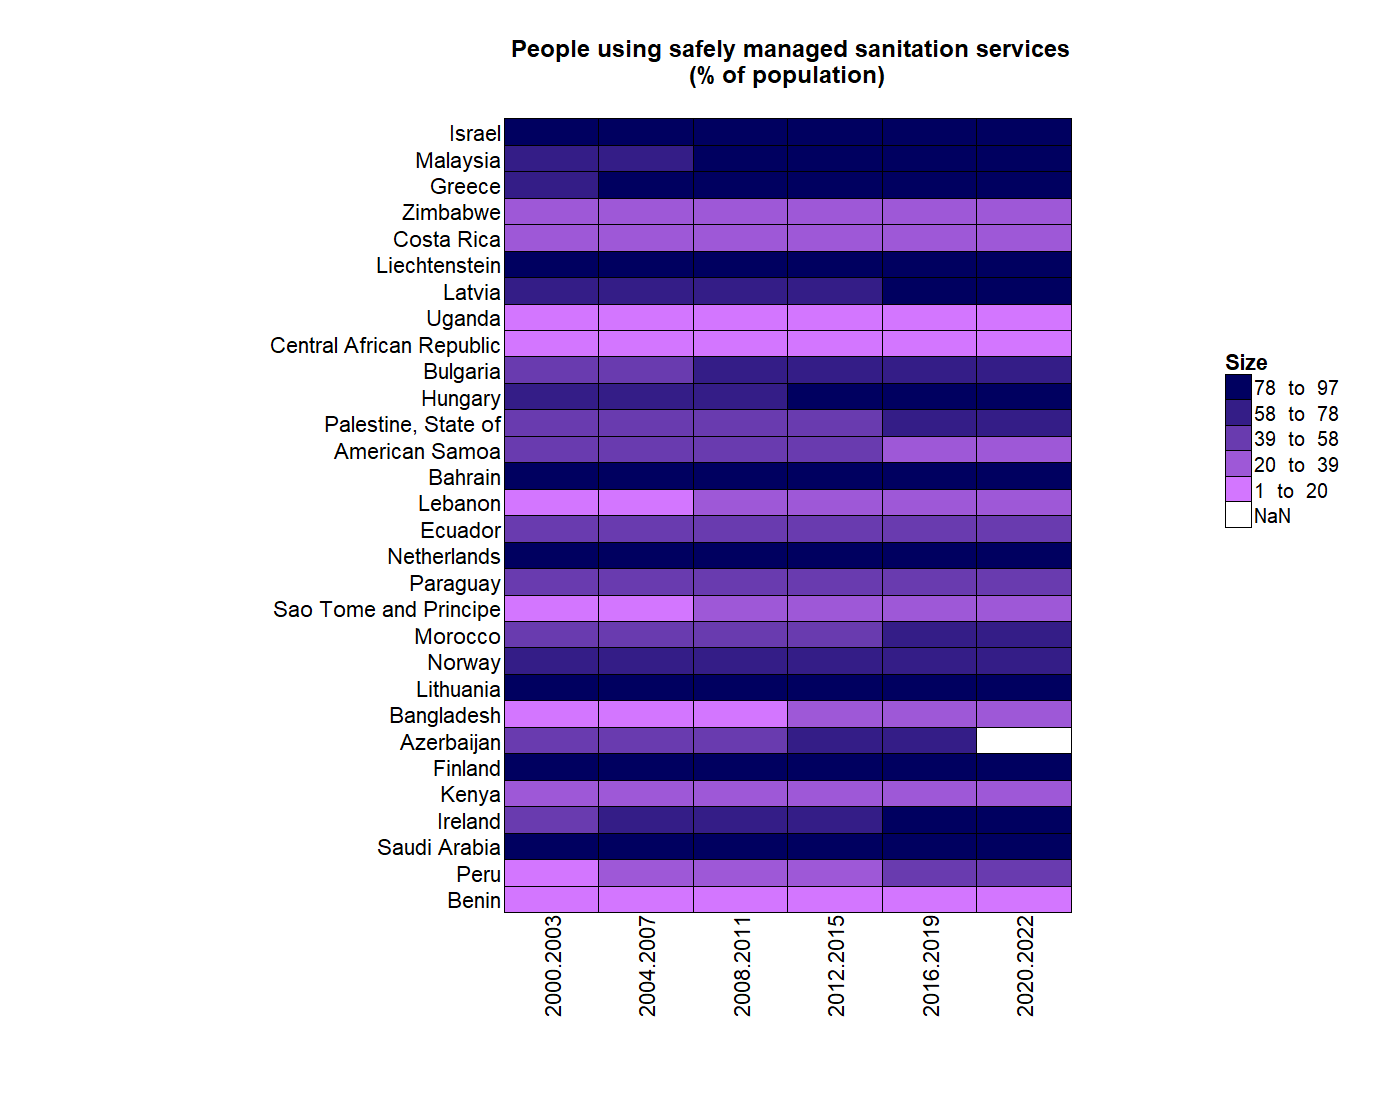 People using safely managed sanitation services
(% of population)
Israel
Malaysia
Greece
Zimbabwe
Costa Rica
Liechtenstein
Latvia
Uganda
Central African Republic
Bulgaria
Hungary
Palestine, State of
American Samoa
Bahrain
Lebanon
Ecuador
Netherlands
Paraguay
Sao Tome and Principe
Morocco
Norway
Lithuania
Bangladesh
Azerbaijan
Finland
Kenya
Ireland
Saudi Arabia
Peru
Benin
2000.2003
2004.2007
2008.2011
2012.2015
2016.2019
2020.2022
Size
78 to 97
58 to 78
39 to 58
20 to 39
1 to 20
NaN